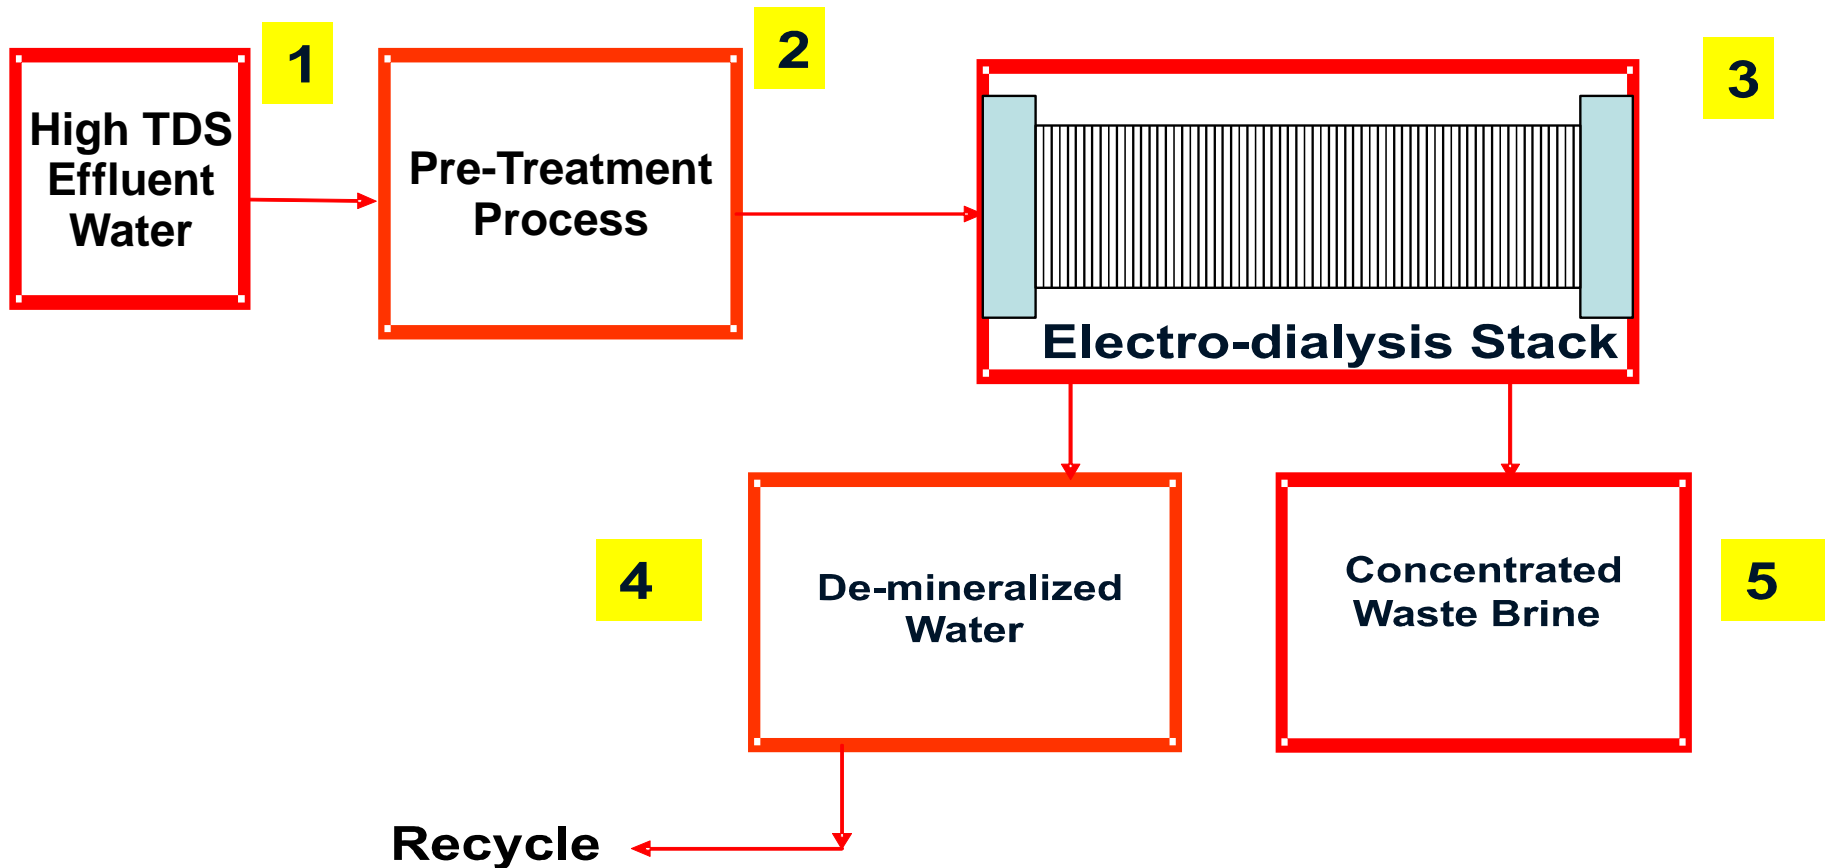 1
High TDS
Effluent
Water
2
Pre-Treatment
Process
3
Electro-dialysis Stack
4
De-mineralized
Water
Concentrated
Waste Brine
5
Recycle